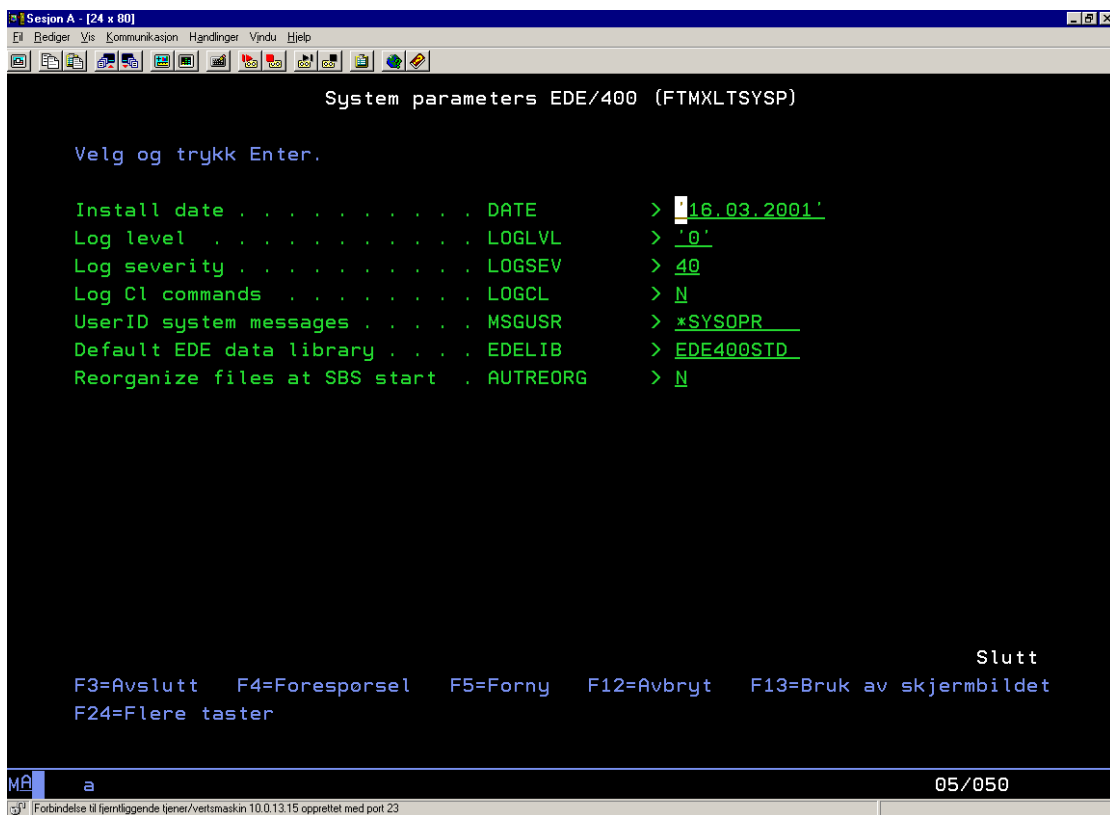 Sesjon A - [24 x 80]
Fil Rediger Vis Kommunikasjon Handlinger Vindu Hjelp
System parameters EDE/400 (FTMXLTSYSP)
Velg og trykk Enter.
Install date . . . . . . . . . . DATE > '16.03.2001'
Log level . . . . . . . . . . . LOGLVL > '0'
Log severity . . . . . . . . . . LOGSEV > 40
Log Cl commands . . . . . . . . LOGCL > N
UserID system messages . . . . . MSGUSR > *SYSOPR
Default EDE data library . . . . EDELIB > EDE400STD
Reorganize files at SBS start . AUTREORG > N
Slutt
F3=Avslutt F4=Forespørsel F5=Forny F12=Avbryt F13=Bruk av skjermbildet
F24=Flere taster
MA a 05/050
Forbindelse til fjerntliggende tjener/vertsmaskin 10.0.13.15 opprettet med port 23